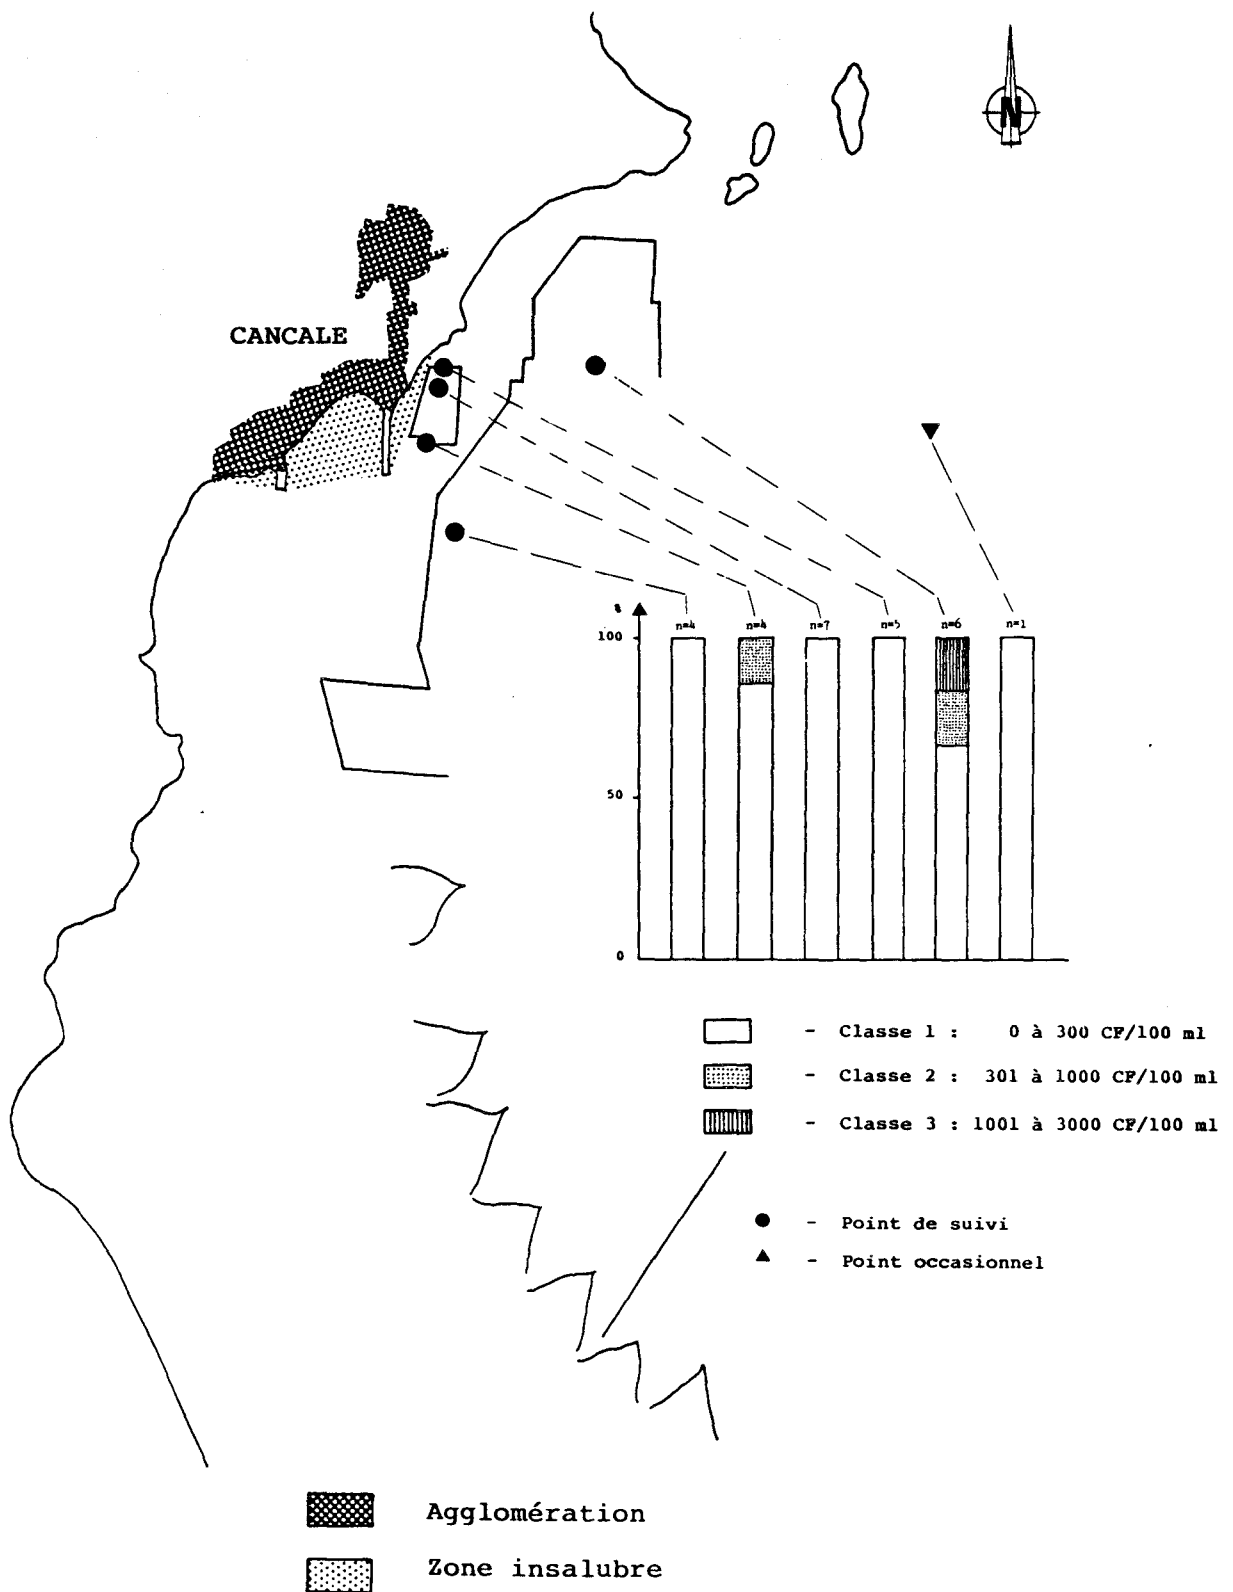 N
CANCALE
%
n=4 n=4 n=7 n=5 n=6 n=1
100
50
0
- Classe 1 : 0 à 300 CF/100 ml
- Classe 2 : 301 à 1000 CF/100 ml
- Classe 3 : 1001 à 3000 CF/100 ml
- Point de suivi
- Point occasionnel
Agglomération
Zone insalubre